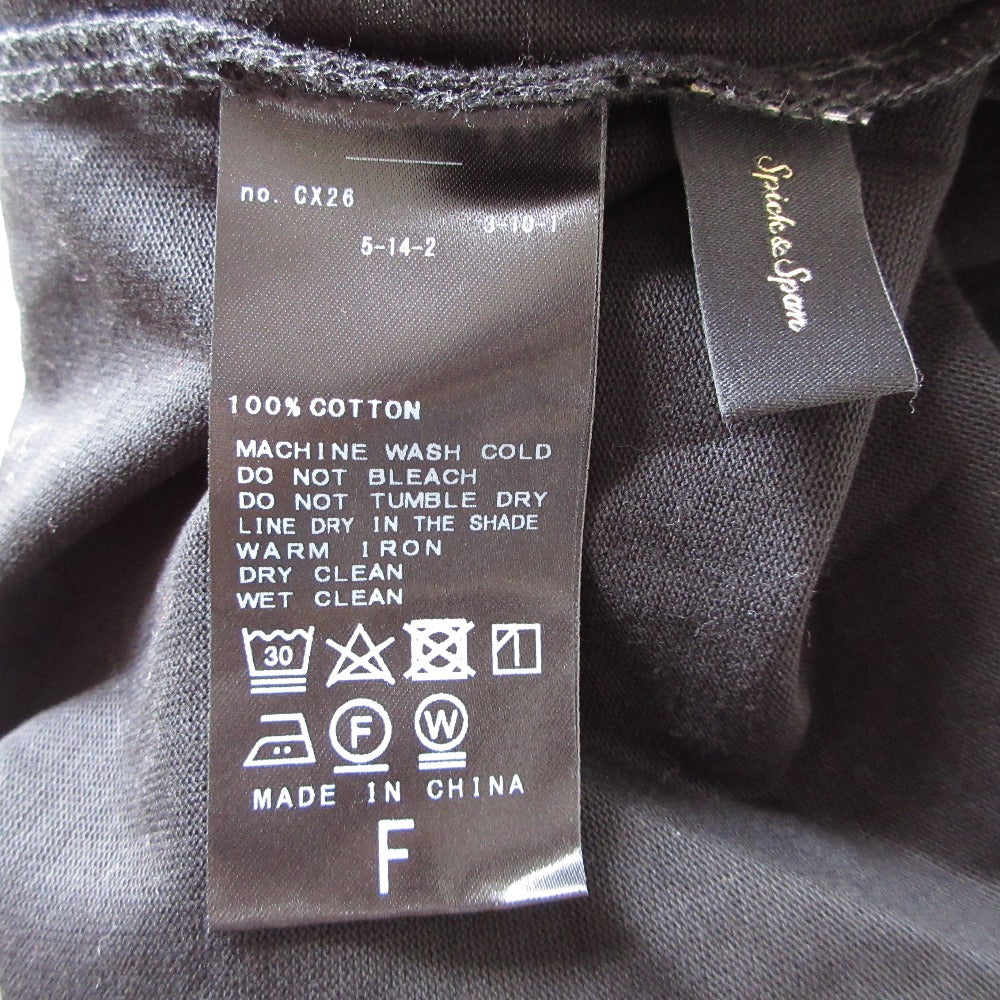 no. CX26
3-10-1
5-14-2
100% COTTON
MACHINE WASH COLD
DO NOT BLEACH
DO NOT TUMBLE DRY
LINE DRY IN THE SHADE
WARM IRON
DRY CLEAN
WET CLEAN
30
F
W
MADE IN CHINA
F
Spick & Span